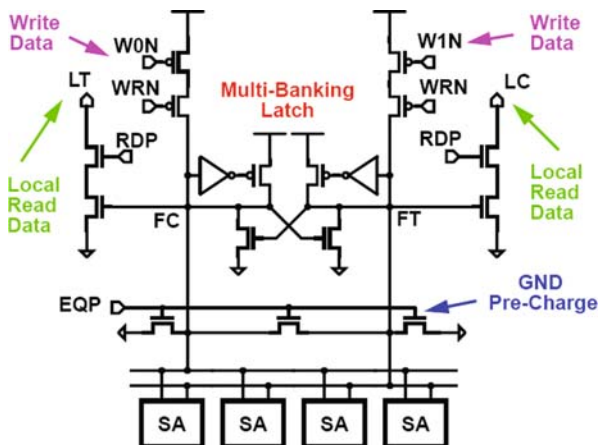 Write
Data
W0N
WRN
LT
RDP
Local
Read
Data
Multi-Banking
Latch
W1N
WRN
Write
Data
LC
RDP
Local
Read
Data
FC
FT
EQP
GND
Pre-Charge
SA
SA
SA
SA